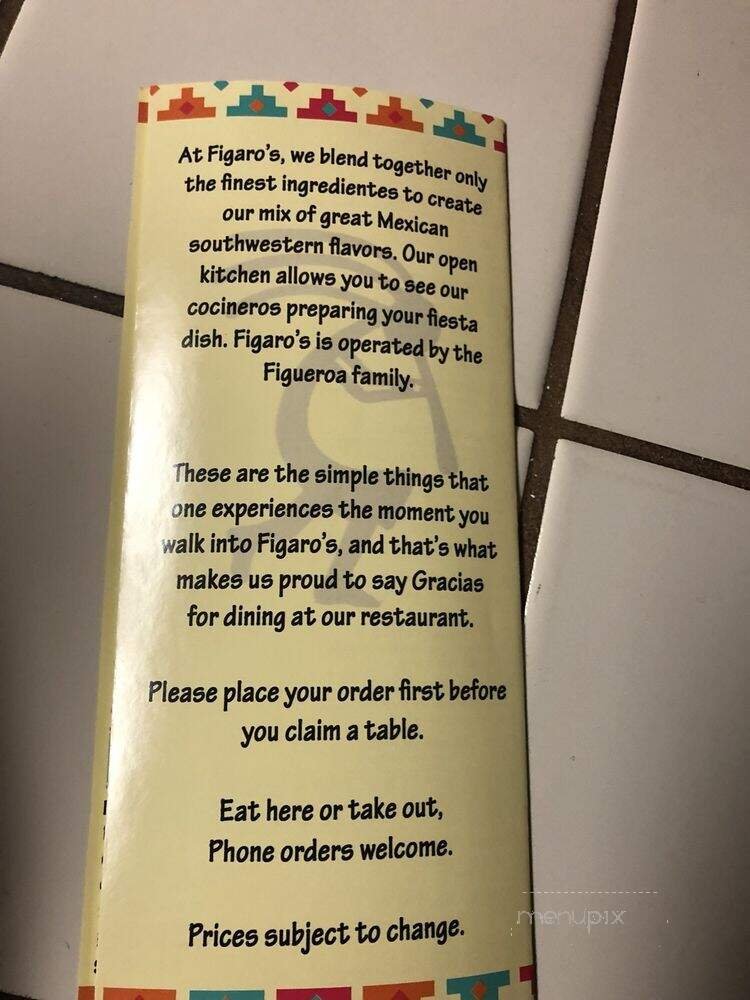 At Figaro's, we blend together only
the finest ingredientes to create
our mix of great Mexican
southwestern flavors. Our open
kitchen allows you to see our
cocineros preparing your fiesta
dish. Figaro's is operated by the
Figueroa family.
These are the simple things that
one experiences the moment you
walk into Figaro's, and that's what
makes us proud to say Gracias
for dining at our restaurant.
Please place your order first before
you claim a table.
Eat here or take out,
Phone orders welcome.
Prices subject to change.
menupix